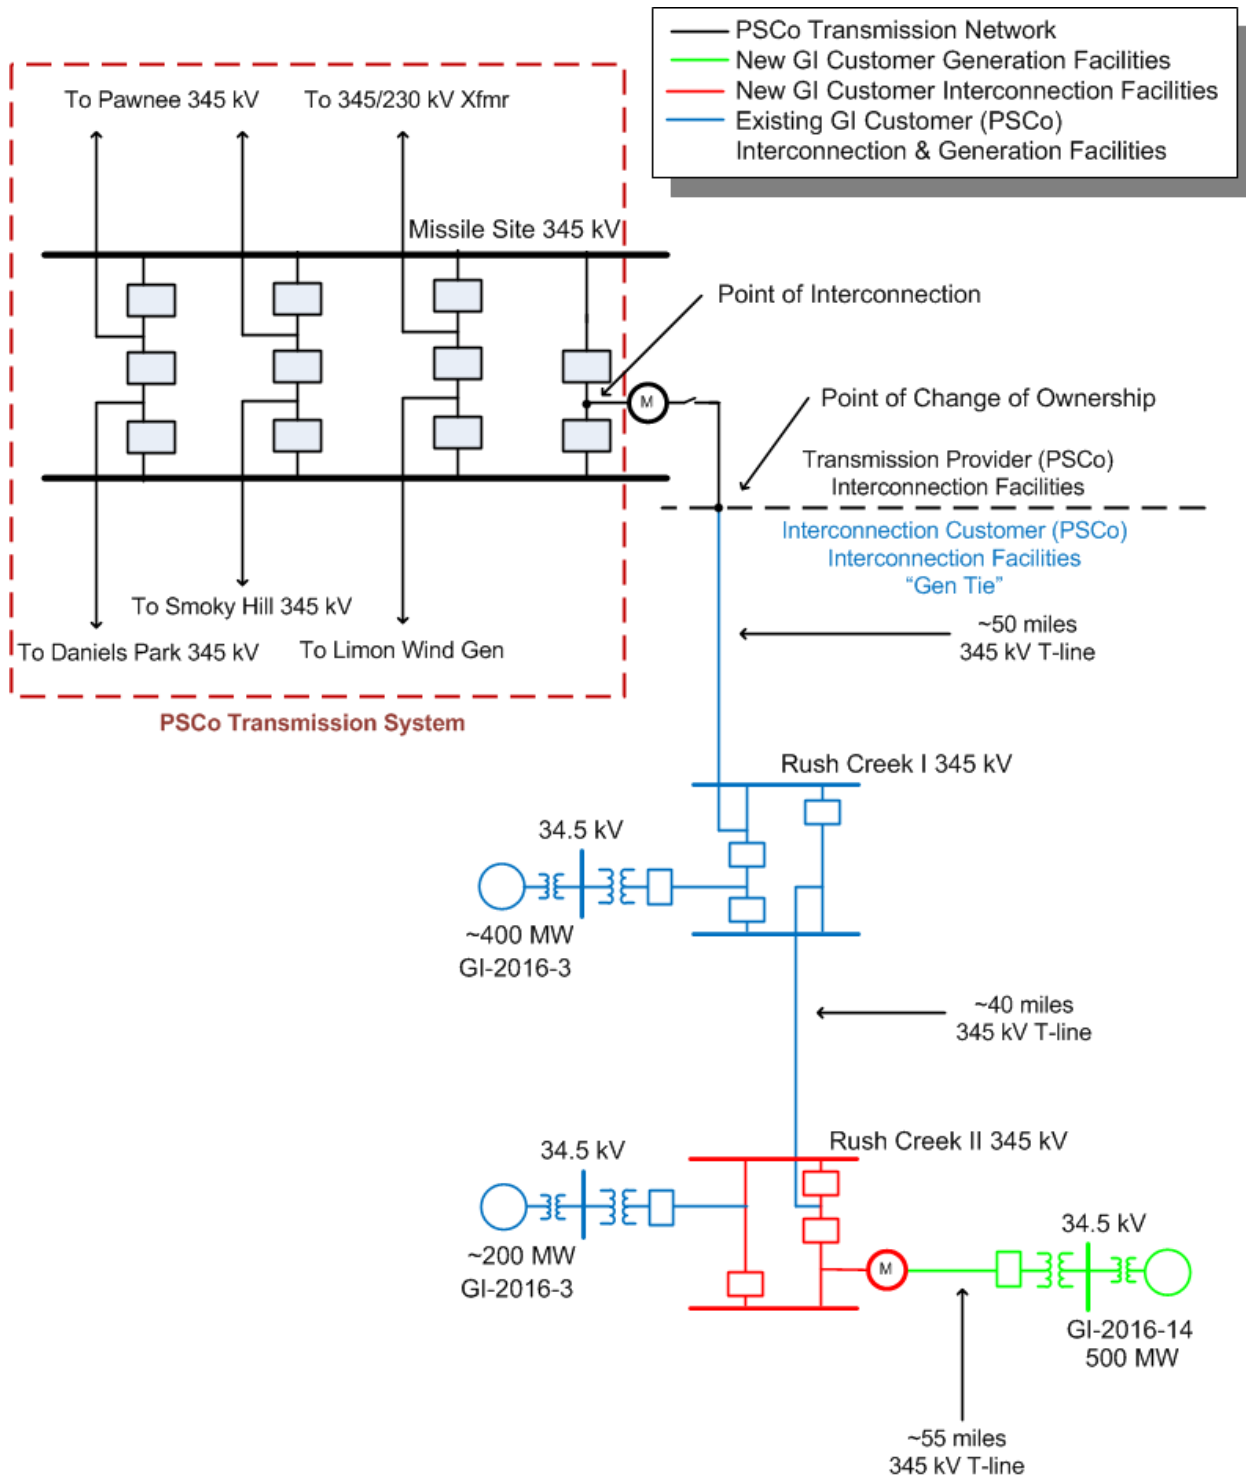 PSCo Transmission Network
New GI Customer Generation Facilities
New GI Customer Interconnection Facilities
Existing GI Customer (PSCo)
Interconnection & Generation Facilities
To Pawnee 345 kV
To 345/230 kV Xfmr
Missile Site 345 kV
Point of Interconnection
M
Point of Change of Ownership
Transmission Provider (PSCo)
Interconnection Facilities
Interconnection Customer (PSCo)
Interconnection Facilities
“Gen Tie”
To Smoky Hill 345 kV
To Daniels Park 345 kV
To Limon Wind Gen
~50 miles
345 kV T-line
PSCo Transmission System
Rush Creek I 345 kV
34.5 kV
~400 MW
GI-2016-3
~40 miles
345 kV T-line
Rush Creek II 345 kV
34.5 kV
~200 MW
GI-2016-3
M
34.5 kV
GI-2016-14
500 MW
~55 miles
345 kV T-line